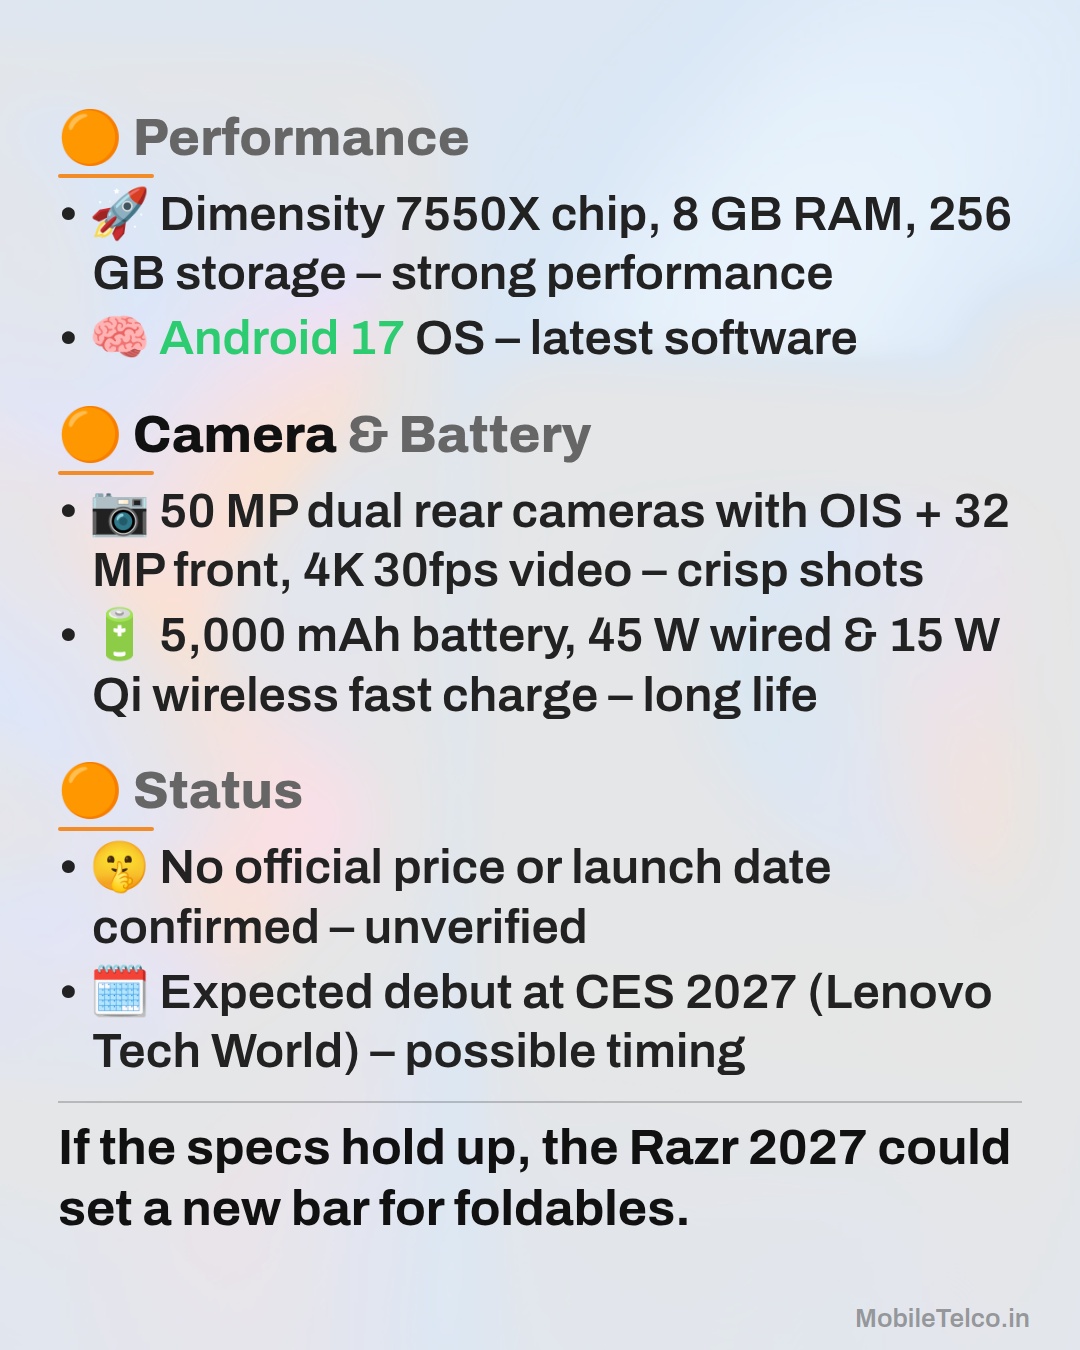 🟠 Performance
• 🚀 Dimensity 7550X chip, 8 GB RAM, 256
GB storage – strong performance
• 🧠 Android 17 OS – latest software
🟠 Camera & Battery
• 📷 50 MP dual rear cameras with OIS + 32
MP front, 4K 30fps video – crisp shots
• 🔋 5,000 mAh battery, 45 W wired & 15 W
Qi wireless fast charge – long life
🟠 Status
• 🤫 No official price or launch date
confirmed – unverified
• 🗓️ Expected debut at CES 2027 (Lenovo
Tech World) – possible timing
If the specs hold up, the Razr 2027 could
set a new bar for foldables.
MobileTelco.in